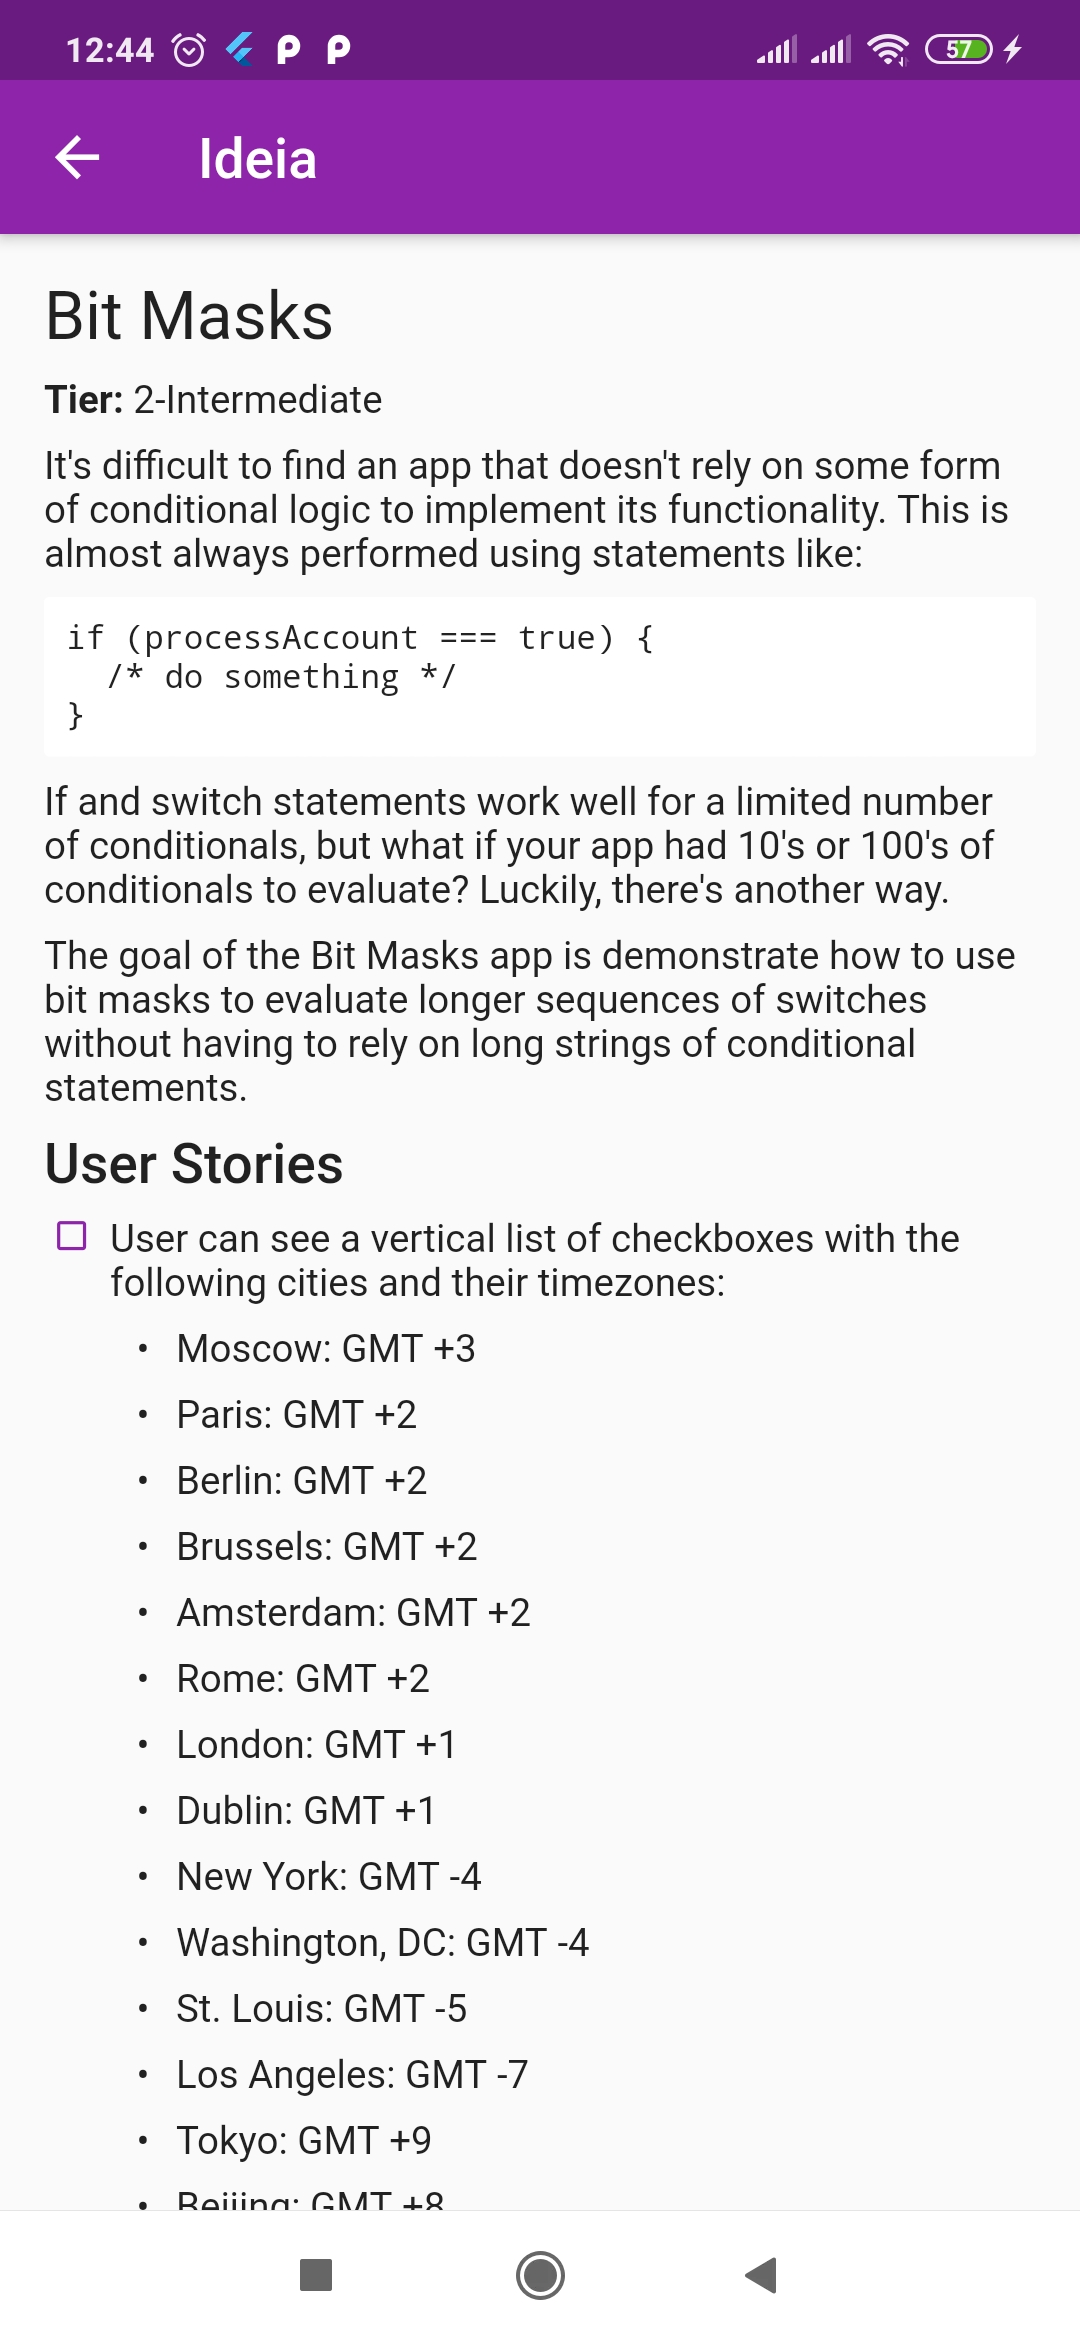 12:44
57
Ideia
Bit Masks
Tier: 2-Intermediate
It's difficult to find an app that doesn't rely on some form
of conditional logic to implement its functionality. This is
almost always performed using statements like:
if (processAccount === true) {
  /* do something */
}
If and switch statements work well for a limited number
of conditionals, but what if your app had 10's or 100's of
conditionals to evaluate? Luckily, there's another way.
The goal of the Bit Masks app is demonstrate how to use
bit masks to evaluate longer sequences of switches
without having to rely on long strings of conditional
statements.
User Stories
User can see a vertical list of checkboxes with the
following cities and their timezones:
• Moscow: GMT +3
• Paris: GMT +2
• Berlin: GMT +2
• Brussels: GMT +2
• Amsterdam: GMT +2
• Rome: GMT +2
• London: GMT +1
• Dublin: GMT +1
• New York: GMT -4
• Washington, DC: GMT -4
• St. Louis: GMT -5
• Los Angeles: GMT -7
• Tokyo: GMT +9
• Beijing: GMT +8